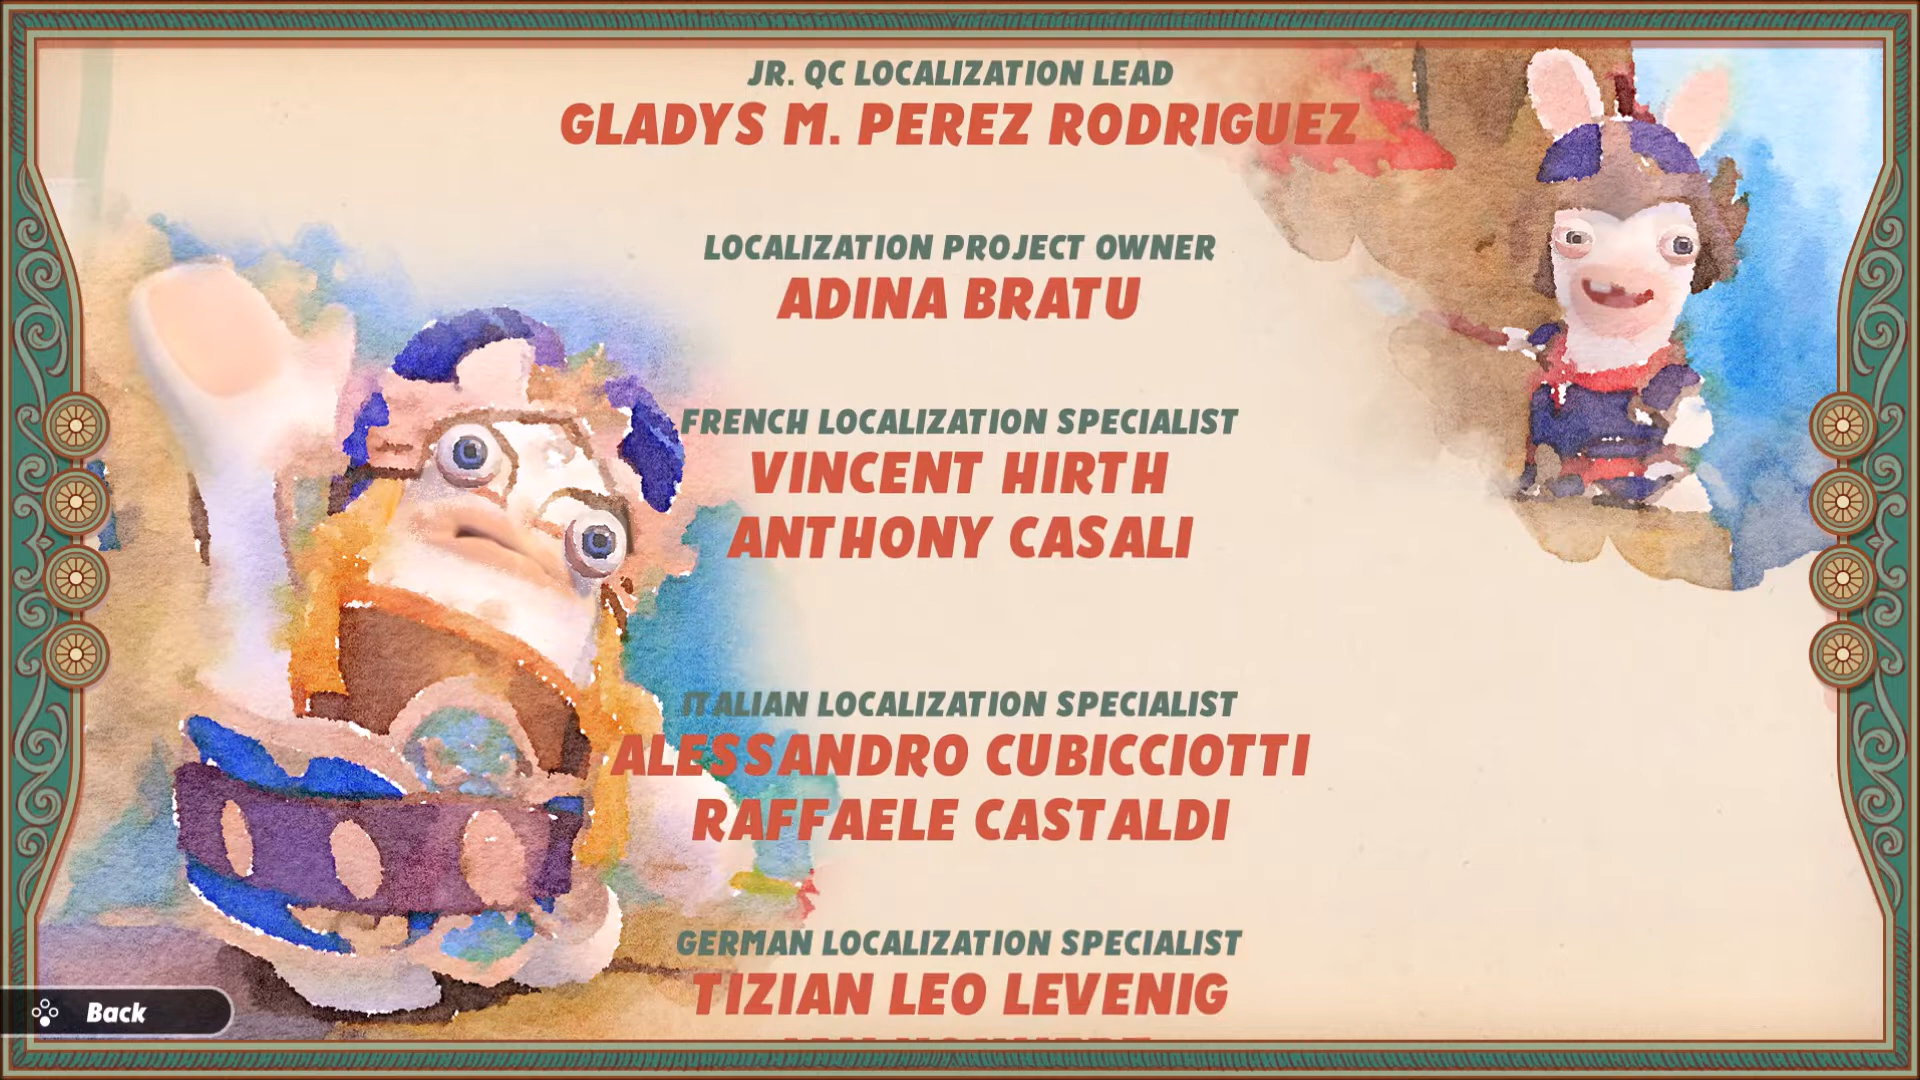 JR. QC LOCALIZATION LEAD
GLADYS M. PEREZ RODRIGUEZ
LOCALIZATION PROJECT OWNER
ADINA BRATU
FRENCH LOCALIZATION SPECIALIST
VINCENT HIRTH
ANTHONY CASALI
ITALIAN LOCALIZATION SPECIALIST
ALESSANDRO CUBICCIOTTI
RAFFAELE CASTALDI
GERMAN LOCALIZATION SPECIALIST
TIZIAN LEO LEVENIG
Back